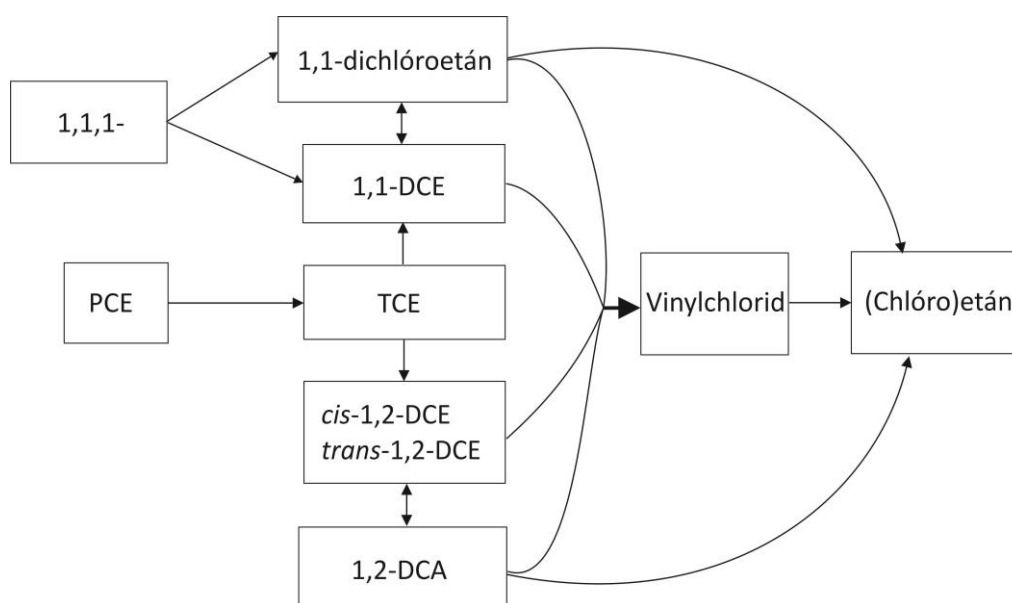 1,1-dichlóroetán
1,1,1-
1,1-DCE
PCE
TCE
Vinylchlorid
(Chlóro)etán
cis-1,2-DCE
trans-1,2-DCE
1,2-DCA